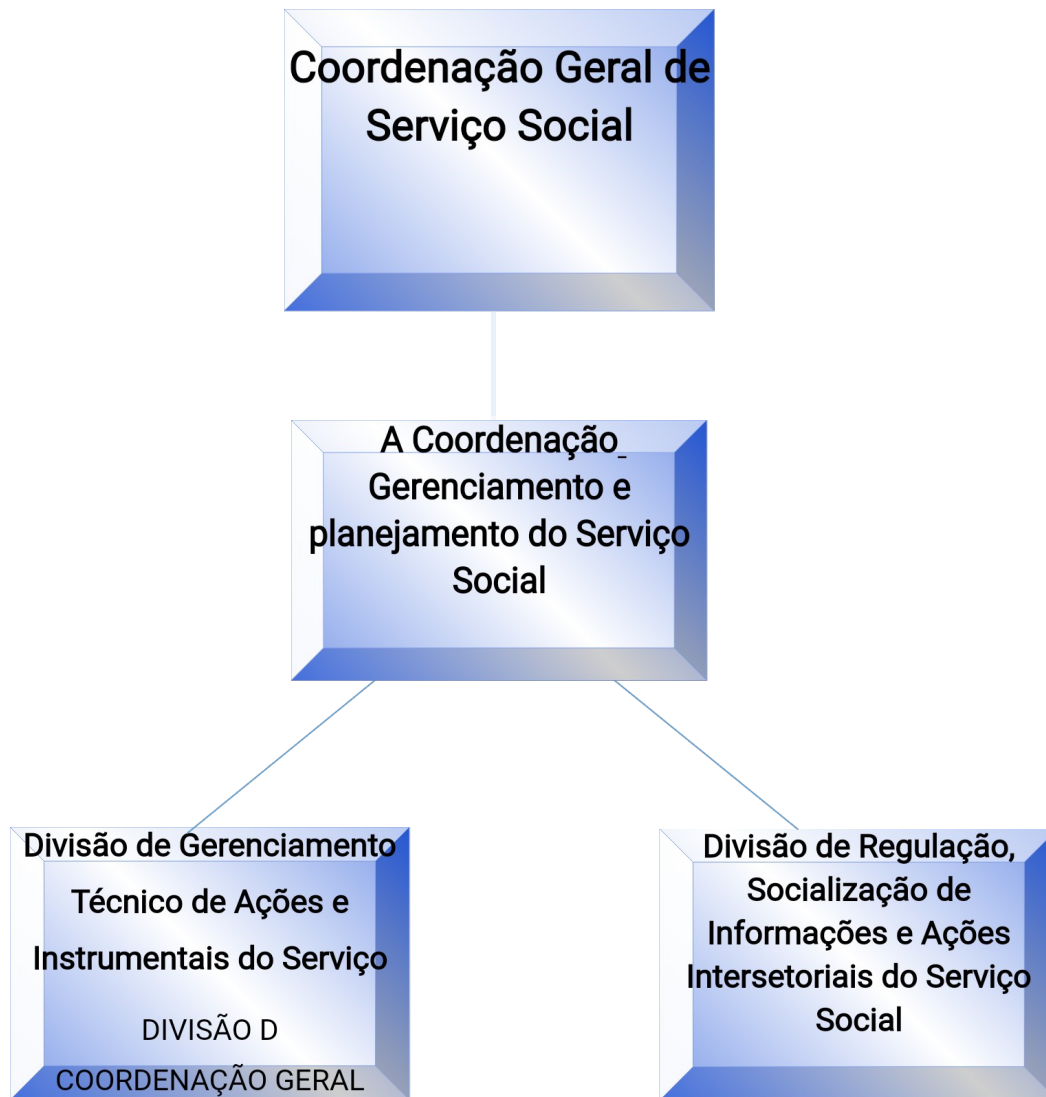 Coordenação Geral de
Serviço Social
A Coordenação
Gerenciamento e
planejamento do Serviço
Social
Divisão de Gerenciamento
Técnico de Ações e
Instrumentais do Serviço
DIVISÃO D
COORDENAÇÃO GERAL
Divisão de Regulação,
Socialização de
Informações e Ações
Intersetoriais do Serviço
Social